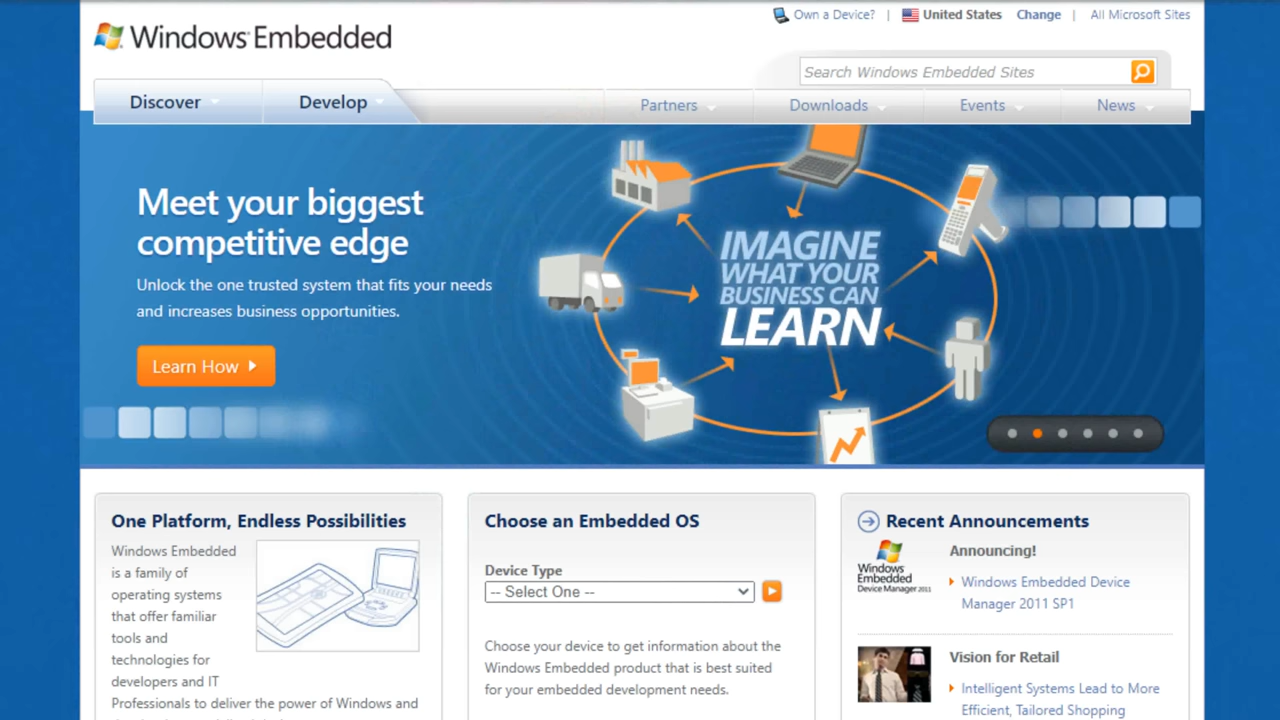 Own a Device? | United States Change | All Microsoft Sites
Windows Embedded
Search Windows Embedded Sites
Discover Develop Partners Downloads Events News
Meet your biggest
competitive edge
Unlock the one trusted system that fits your needs
and increases business opportunities.
Learn How
IMAGINE
WHAT YOUR
BUSINESS CAN
LEARN
One Platform, Endless Possibilities
Windows Embedded
is a family of
operating systems
that offer familiar
tools and
technologies for
developers and IT
Professionals to deliver the power of Windows and
Choose an Embedded OS
Device Type
-- Select One --
Choose your device to get information about the
Windows Embedded product that is best suited
for your embedded development needs.
Recent Announcements
Windows
Embedded
Device Manager 2011
Announcing!
Windows Embedded Device
Manager 2011 SP1
Vision for Retail
Intelligent Systems Lead to More
Efficient, Tailored Shopping